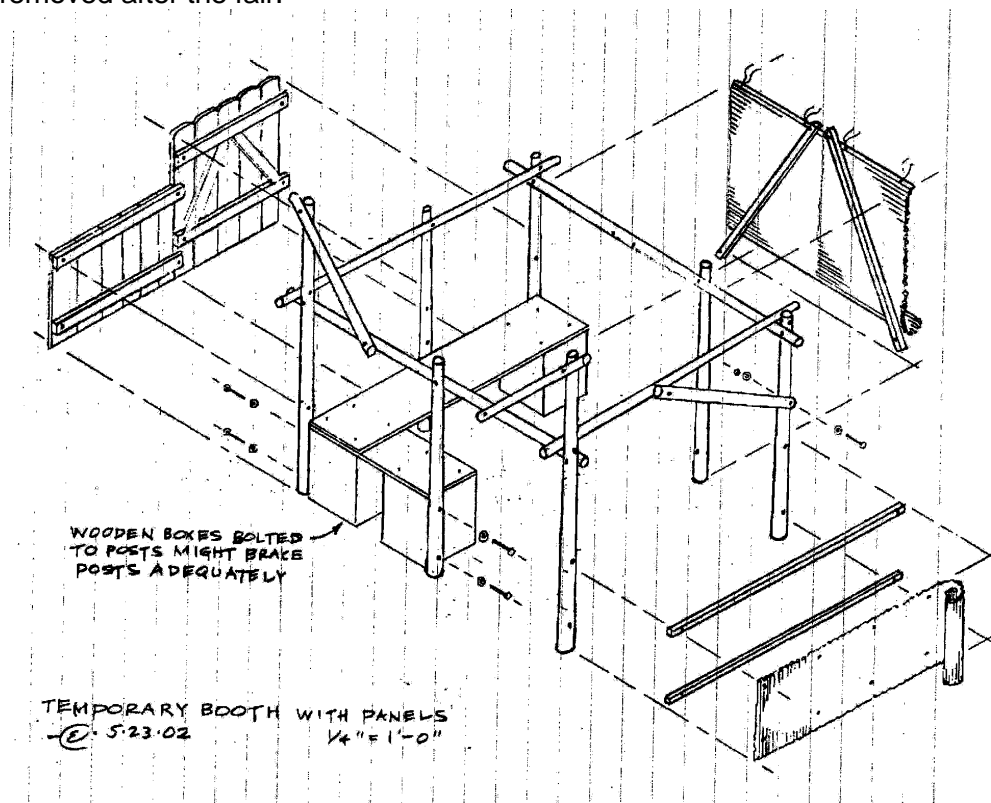 removed after the fair.
WOODEN BOXES BOLTED
TO POSTS MIGHT BRAKE
POSTS ADEQUATELY
TEMPORARY BOOTH WITH PANELS
5·23·02
1/4" = 1'-0"